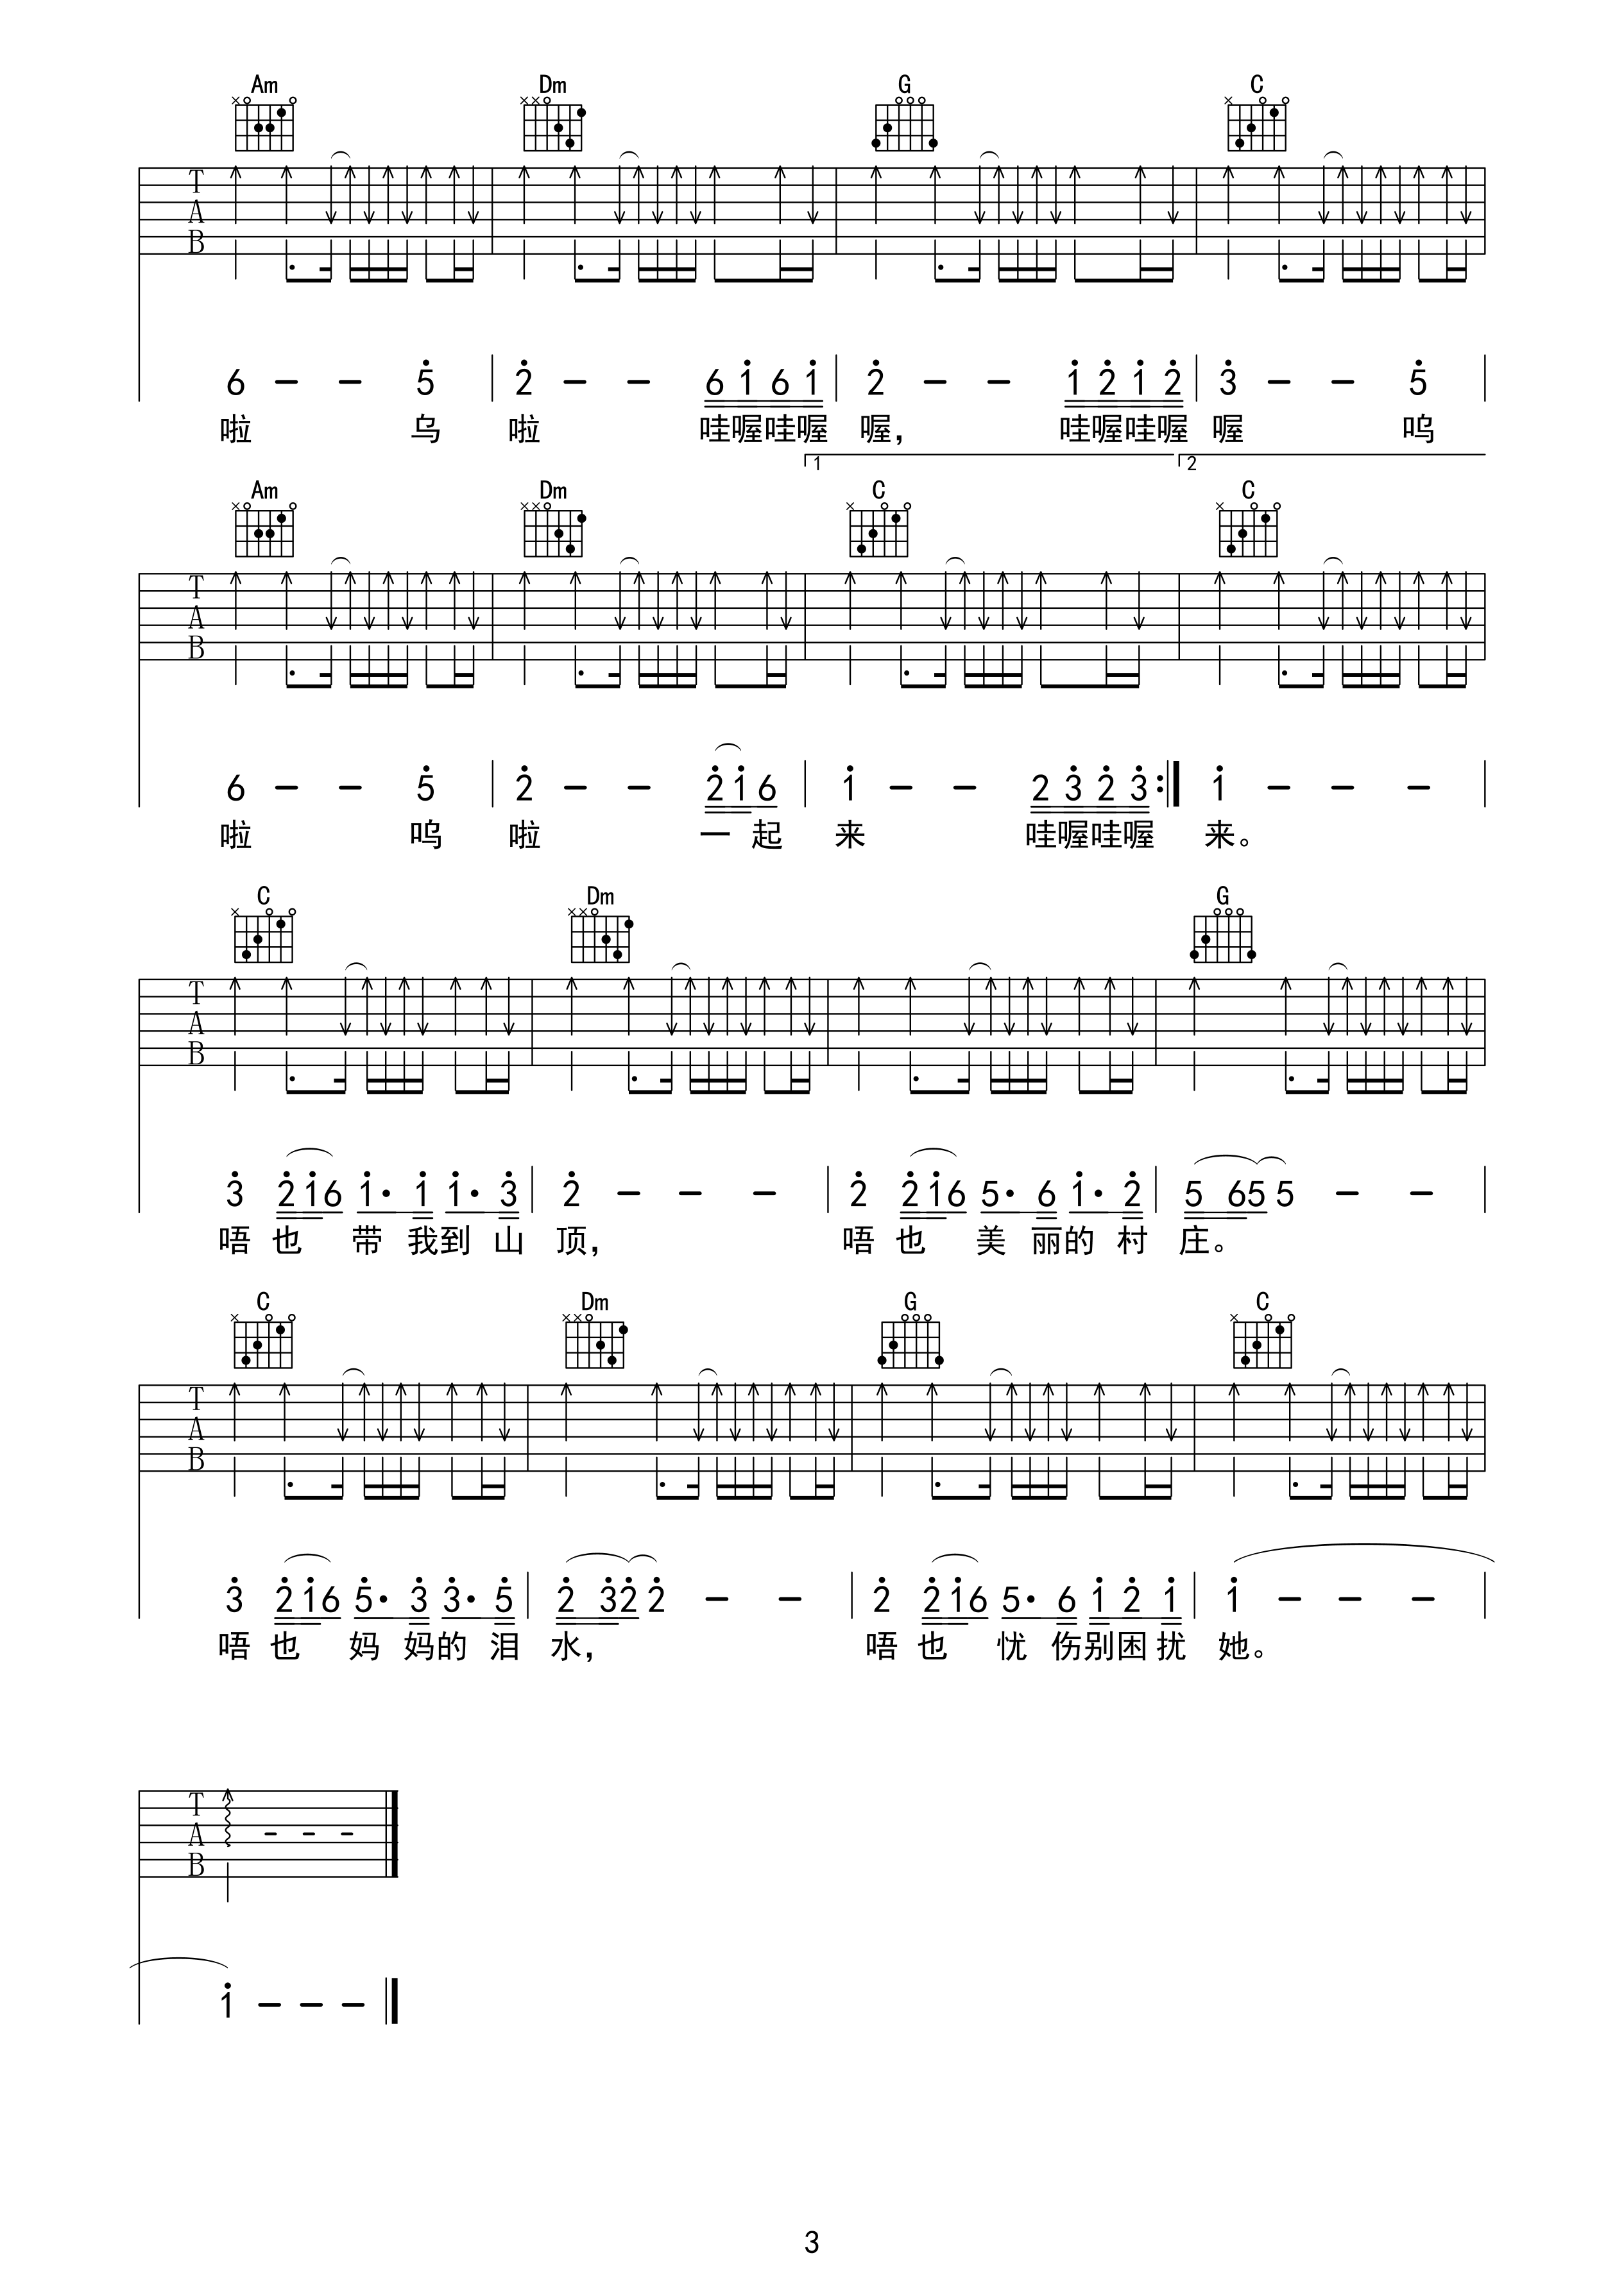 Am Dm G C
T
A
B
6 – – 5 2 – – 6 1 6 1 2 – – 1 2 1 2 3 – – 5
啦 乌 啦 哇喔哇喔 喔， 哇喔哇喔 喔 呜
1 2
Am Dm C C
T
A
B
6 – – 5 2 – – 2 1 6 1 – – 2 3 2 3 1 – – –
啦 呜 啦 一 起 来 哇喔哇喔 来。
C Dm G
T
A
B
3 2 1 6 1· 1 1· 3 2 – – – 2 2 1 6 5· 6 1· 2 5 6 5 5 – –
唔 也 带 我到 山 顶， 唔 也 美 丽的 村 庄。
C Dm G C
T
A
B
3 2 1 6 5· 3 3· 5 2 3 2 2 – – 2 2 1 6 5· 6 1 2 1 1 – – –
唔 也 妈 妈的 泪 水， 唔 也 忧 伤别困 扰 她。
T
A
B
1 – – –
3